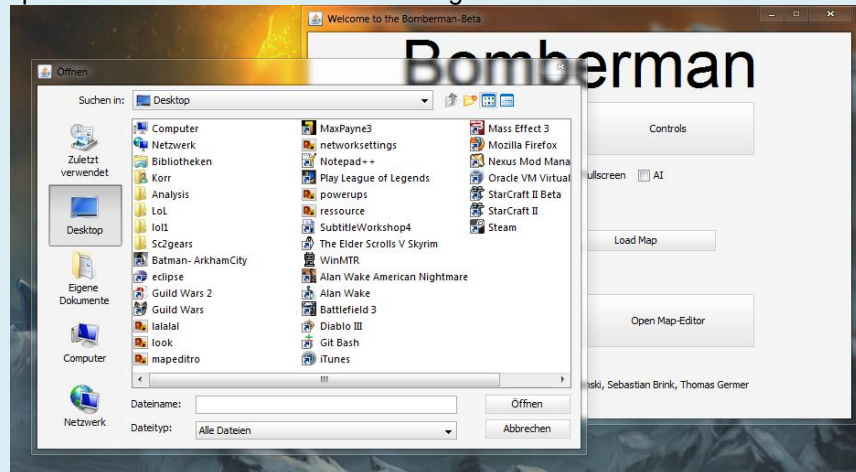 Welcome to the Bomberman-Beta
Bomberman
Controls
AI
Load Map
Open Map-Editor
Sebastian Brink, Thomas Germer
Öffnen
Suchen in:
Desktop
Zuletzt
verwendet
Desktop
Eigene
Dokumente
Computer
Netzwerk
Computer
Netzwerk
Bibliotheken
Korr
Analysis
LoL
lol1
Sc2gears
Batman- ArkhamCity
eclipse
Guild Wars 2
Guild Wars
lalalal
look
mapeditro
MaxPayne3
networksettings
Notepad++
Play League of Legends
powerups
ressource
SubtitleWorkshop4
The Elder Scrolls V Skyrim
WinMTR
Alan Wake American Nightmare
Alan Wake
Battlefield 3
Diablo III
Git Bash
iTunes
Mass Effect 3
Mozilla Firefox
Nexus Mod Mana
Oracle VM Virtual
StarCraft II Beta
StarCraft II
Steam
Dateiname:
Öffnen
Dateityp:
Alle Dateien
Abbrechen